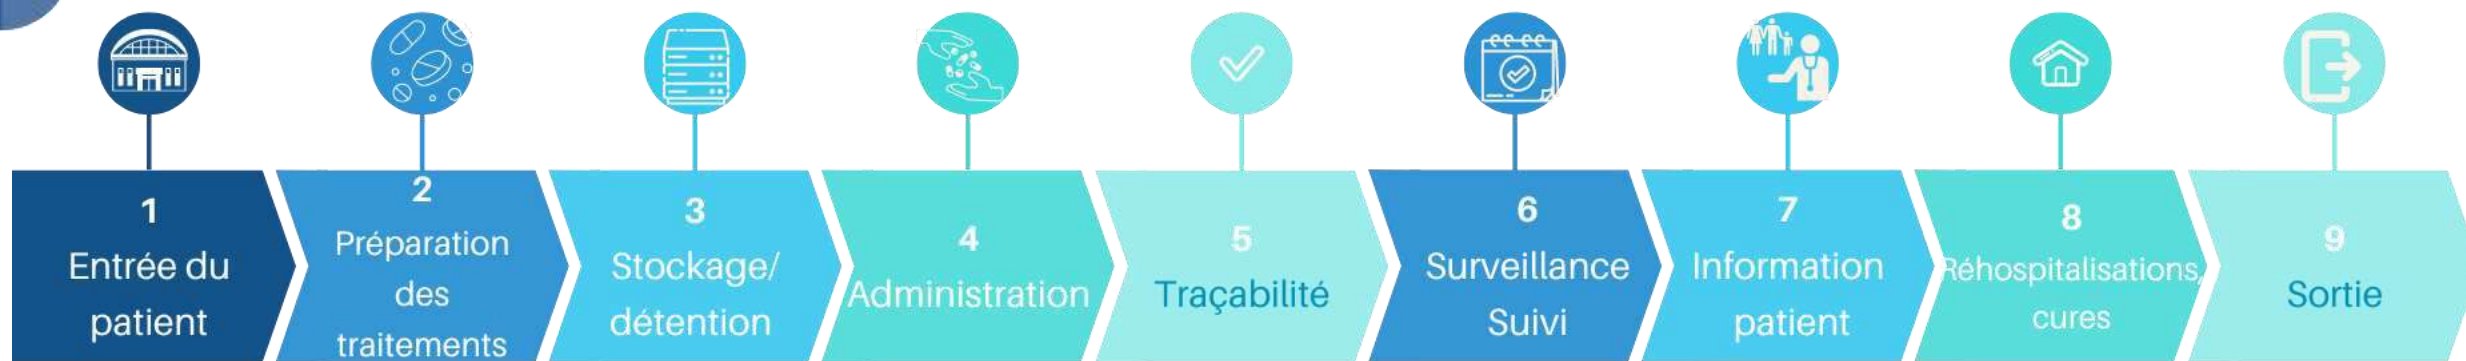 1
Entrée du
patient
2
Préparation
des
traitements
3
Stockage/
détention
4
Administration
5
Traçabilité
6
Surveillance
Suivi
7
Information
patient
8
Réhospitalisations,
cures
9
Sortie